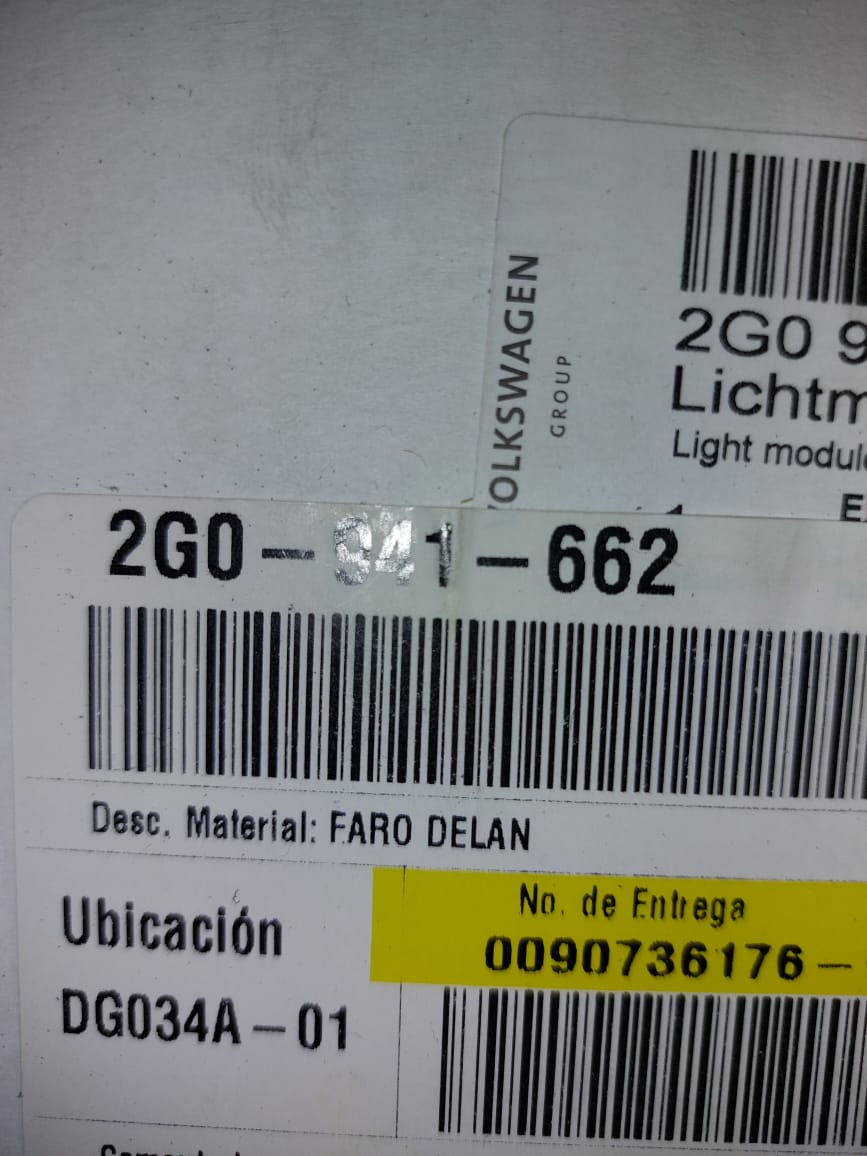 VOLKSWAGEN
GROUP
2G0 9
Lichtm
Light modul
2G0-941-662
Desc. Material: FARO DELAN
Ubicación
DG034A-01
No. de Entrega
0090736176-